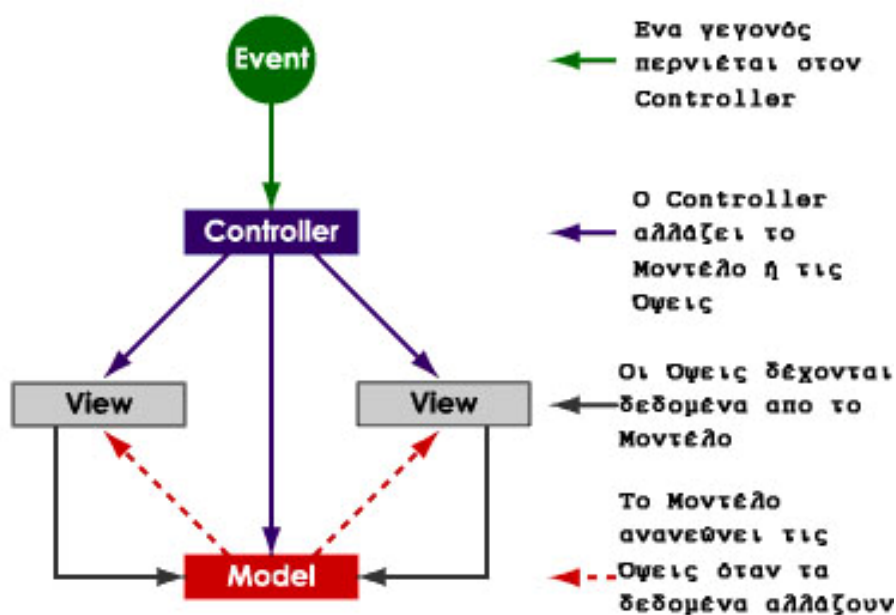 Event
Ενα γεγονός
περνιέται στον
Controller
Controller
Ο Controller
αλλάζει το
Μοντέλο ή τις
Όψεις
View
View
Οι Όψεις δέχονται
δεδομένα απο το
Μοντέλο
Model
Το Μοντέλο
ανανεώνει τις
Όψεις όταν τα
δεδομένα αλλάζουν